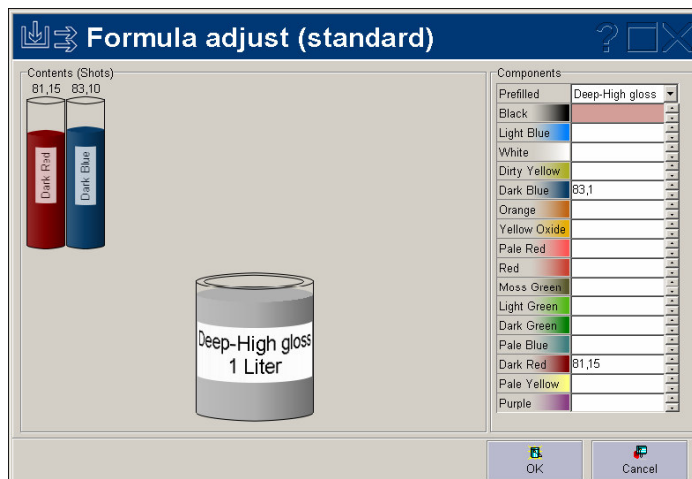 Formula adjust (standard)
Contents (Shots)
81,15 83,10
Dark Red
Dark Blue
Deep-High gloss
1 Liter
Components
Prefilled Deep-High gloss
Black
Light Blue
White
Dirty Yellow
Dark Blue 83,1
Orange
Yellow Oxide
Pale Red
Red
Moss Green
Light Green
Dark Green
Pale Blue
Dark Red 81,15
Pale Yellow
Purple
OK
Cancel